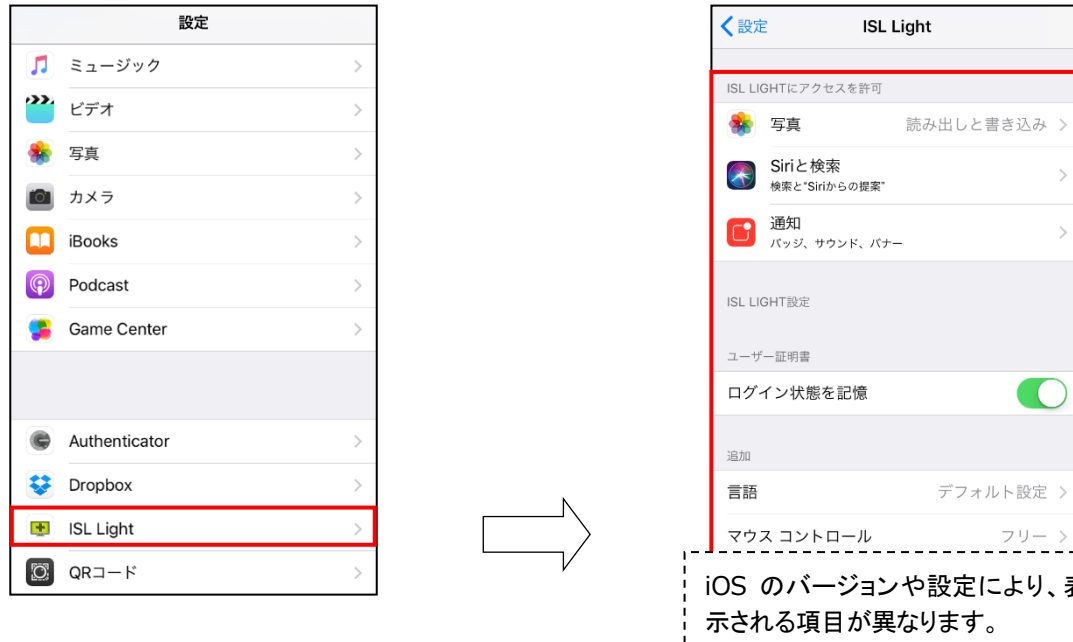 設定
ミュージック
ビデオ
写真
カメラ
iBooks
Podcast
Game Center
Authenticator
Dropbox
ISL Light
QRコード
設定
ISL Light
ISL LIGHTにアクセスを許可
写真 読み出しと書き込み
Siriと検索
検索と"Siriからの提案"
通知
バッジ、サウンド、バナー
ISL LIGHT設定
ユーザー証明書
ログイン状態を記憶
追加
言語 デフォルト設定
マウス コントロール フリー
iOS のバージョンや設定により、表
示される項目が異なります。